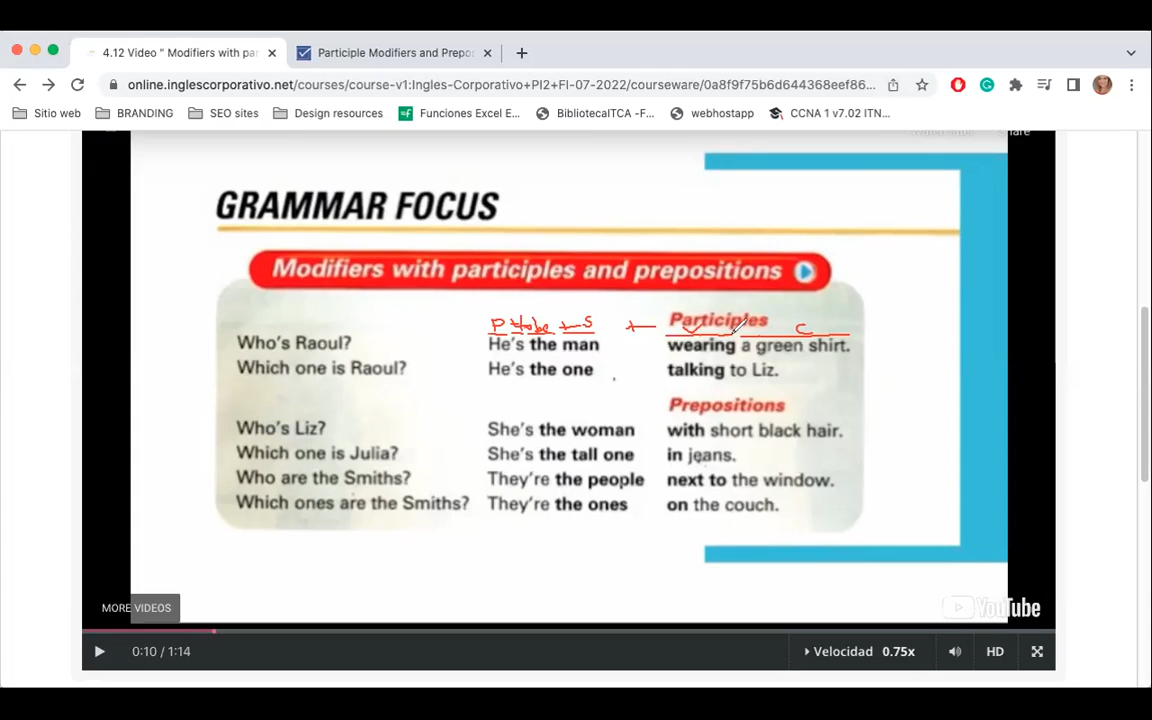 4.12 Video " Modifiers with par
Participle Modifiers and Prepos
online.inglescorporativo.net/courses/course-v1:Ingles-Corporativo+PI2+FI-07-2022/courseware/0a8f9f75b6d644368eef86...
Sitio web
BRANDING
SEO sites
Design resources
Funciones Excel E...
BibliotecaITCA -F...
webhostapp
CCNA 1 v7.02 ITN...
GRAMMAR FOCUS
Modifiers with participles and prepositions
P + tobe + S + Participles C
Who's Raoul? He's the man wearing a green shirt.
Which one is Raoul? He's the one talking to Liz.
Prepositions
Who's Liz? She's the woman with short black hair.
Which one is Julia? She's the tall one in jeans.
Who are the Smiths? They're the people next to the window.
Which ones are the Smiths? They're the ones on the couch.
MORE VIDEOS
YouTube
0:10 / 1:14
Velocidad 0.75x
HD